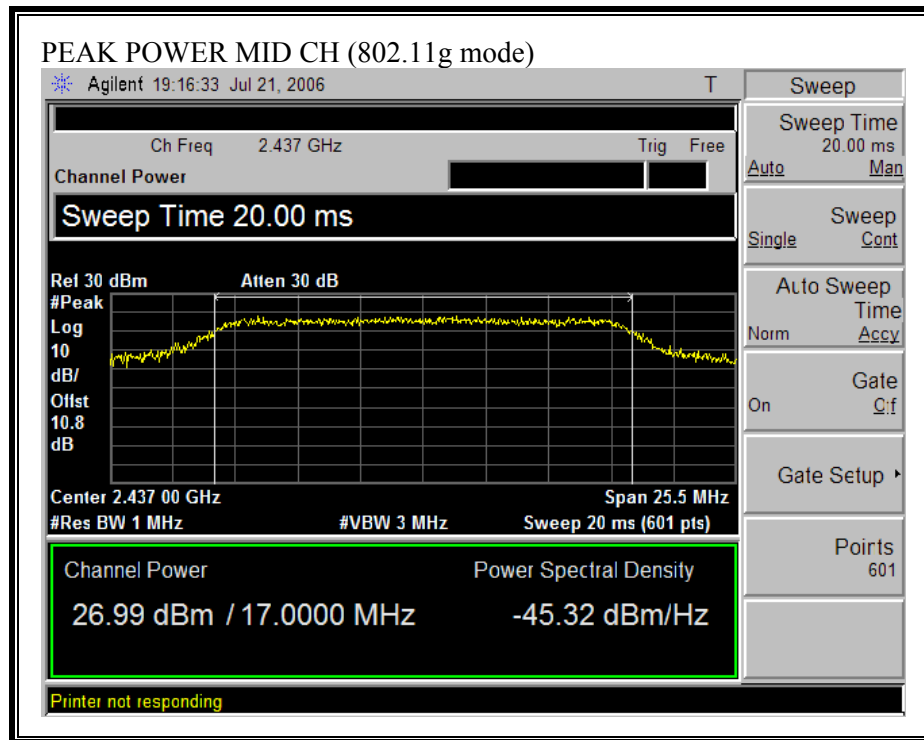 PEAK POWER MID CH (802.11g mode)
Agilent 19:16:33 Jul 21, 2006 T
Sweep
Ch Freq 2.437 GHz Trig Free
Channel Power
Sweep Time 20.00 ms
Ref 30 dBm Atten 30 dB
#Peak
Log
10
dB/
Offst
10.8
dB
Center 2.437 00 GHz Span 25.5 MHz
#Res BW 1 MHz #VBW 3 MHz Sweep 20 ms (601 pts)
Channel Power Power Spectral Density
26.99 dBm / 17.0000 MHz -45.32 dBm/Hz
Printer not responding
Sweep Time
20.00 ms
Auto Man
Sweep
Single Cont
Auto Sweep
Time
Norm Accy
Gate
On Off
Gate Setup
Points
601